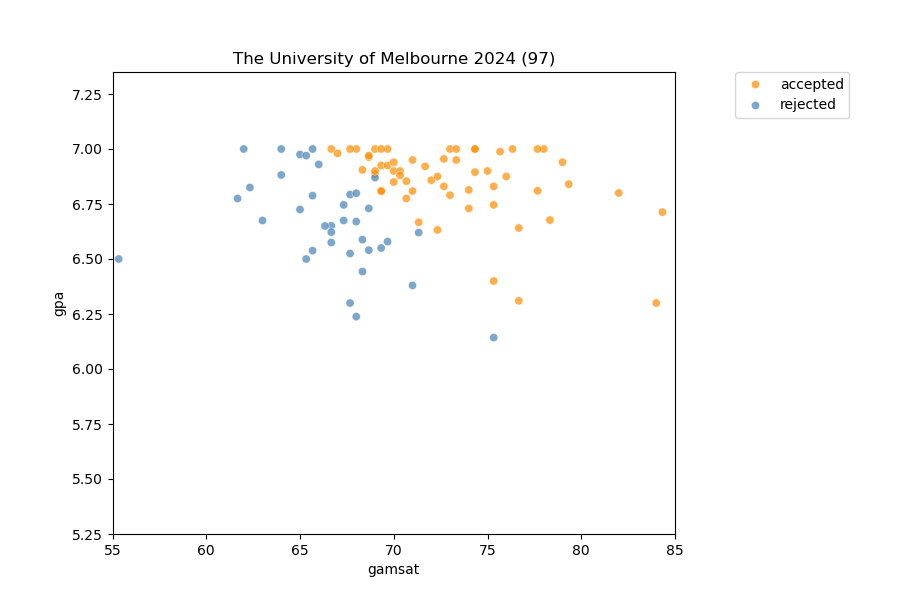 The University of Melbourne 2024 (97)
accepted
rejected
7.25
7.00
6.75
6.50
6.25
6.00
5.75
5.50
5.25
gpa
55 60 65 70 75 80 85
gamsat